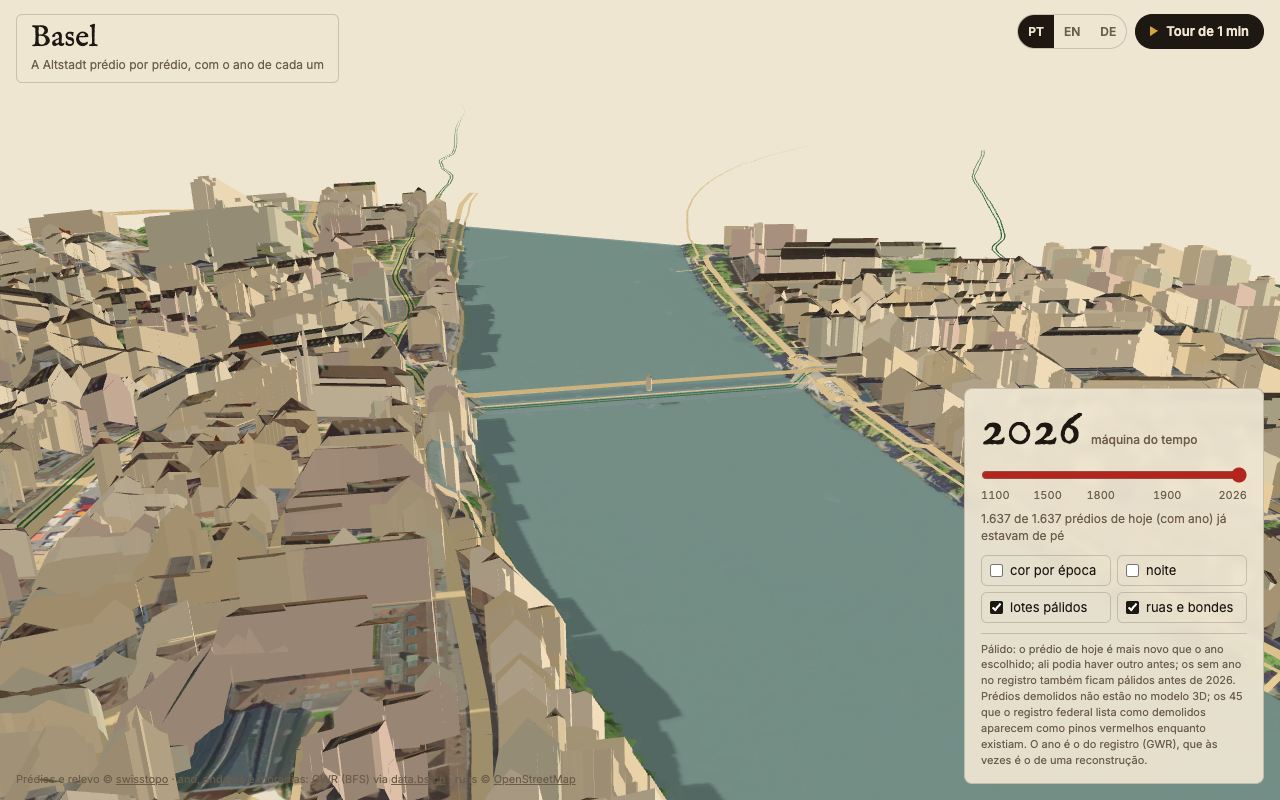 Basel
A Altstadt prédio por prédio, com o ano de cada um
PT EN DE
Tour de 1 min
2026 máquina do tempo
1100 1500 1800 1900 2026
1.637 de 1.637 prédios de hoje (com ano) já
estavam de pé
cor por época
noite
lotes pálidos
ruas e bondes
Pálido: o prédio de hoje é mais novo que o ano
escolhido; ali podia haver outro antes; os sem ano
no registro também ficam pálidos antes de 2026.
Prédios demolidos não estão no modelo 3D; os 45
que o registro federal lista como demolidos
aparecem como pinos vermelhos enquanto
existiam. O ano é o do registro (GWR), que às
vezes é o de uma reconstrução.
Prédios e relevo © swisstopo · GWR (BFS) via data.bs.ch · ruas © OpenStreetMap